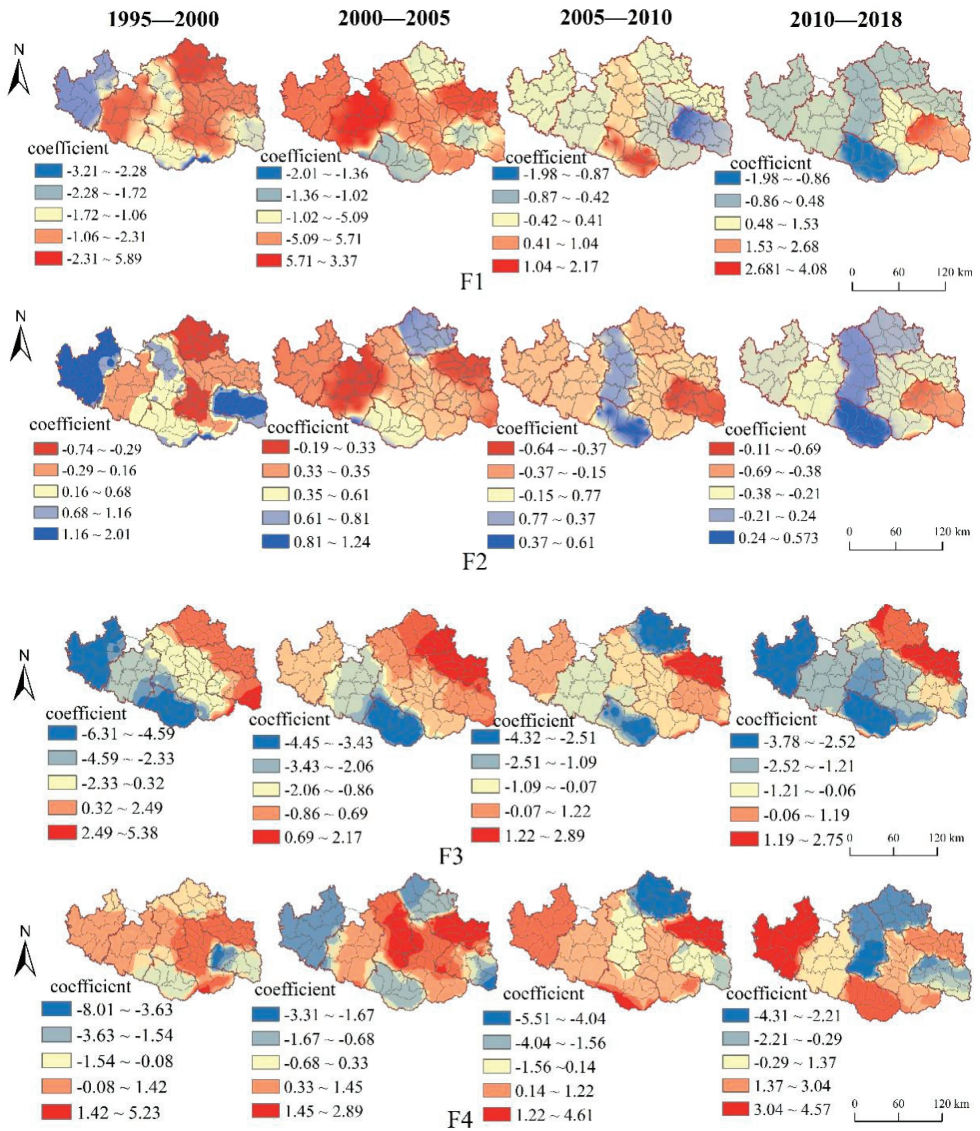 1995—2000 2000—2005 2005—2010 2010—2018
N
coefficient coefficient coefficient coefficient
-3.21 ~ -2.28 -2.01 ~ -1.36 -1.98 ~ -0.87 -1.98 ~ -0.86
-2.28 ~ -1.72 -1.36 ~ -1.02 -0.87 ~ -0.42 -0.86 ~ 0.48
-1.72 ~ -1.06 -1.02 ~ -5.09 -0.42 ~ 0.41 0.48 ~ 1.53
-1.06 ~ -2.31 -5.09 ~ 5.71 0.41 ~ 1.04 1.53 ~ 2.68
-2.31 ~ 5.89 5.71 ~ 3.37 1.04 ~ 2.17 2.681 ~ 4.08
F1
0 60 120 km
N
coefficient coefficient coefficient coefficient
-0.74 ~ -0.29 -0.19 ~ 0.33 -0.64 ~ -0.37 -0.11 ~ -0.69
-0.29 ~ 0.16 0.33 ~ 0.35 -0.37 ~ -0.15 -0.69 ~ -0.38
0.16 ~ 0.68 0.35 ~ 0.61 -0.15 ~ 0.77 -0.38 ~ -0.21
0.68 ~ 1.16 0.61 ~ 0.81 0.77 ~ 0.37 -0.21 ~ 0.24
1.16 ~ 2.01 0.81 ~ 1.24 0.37 ~ 0.61 0.24 ~ 0.573
F2
0 60 120 km
N
coefficient coefficient coefficient coefficient
-6.31 ~ -4.59 -4.45 ~ -3.43 -4.32 ~ -2.51 -3.78 ~ -2.52
-4.59 ~ -2.33 -3.43 ~ -2.06 -2.51 ~ -1.09 -2.52 ~ -1.21
-2.33 ~ 0.32 -2.06 ~ -0.86 -1.09 ~ -0.07 -1.21 ~ -0.06
0.32 ~ 2.49 -0.86 ~ 0.69 -0.07 ~ 1.22 -0.06 ~ 1.19
2.49 ~ 5.38 0.69 ~ 2.17 1.22 ~ 2.89 1.19 ~ 2.75
F3
0 60 120 km
N
coefficient coefficient coefficient coefficient
-8.01 ~ -3.63 -3.31 ~ -1.67 -5.51 ~ -4.04 -4.31 ~ -2.21
-3.63 ~ -1.54 -1.67 ~ -0.68 -4.04 ~ -1.56 -2.21 ~ -0.29
-1.54 ~ -0.08 -0.68 ~ 0.33 -1.56 ~ 0.14 -0.29 ~ 1.37
-0.08 ~ 1.42 0.33 ~ 1.45 0.14 ~ 1.22 1.37 ~ 3.04
1.42 ~ 5.23 1.45 ~ 2.89 1.22 ~ 4.61 3.04 ~ 4.57
F4
0 60 120 km